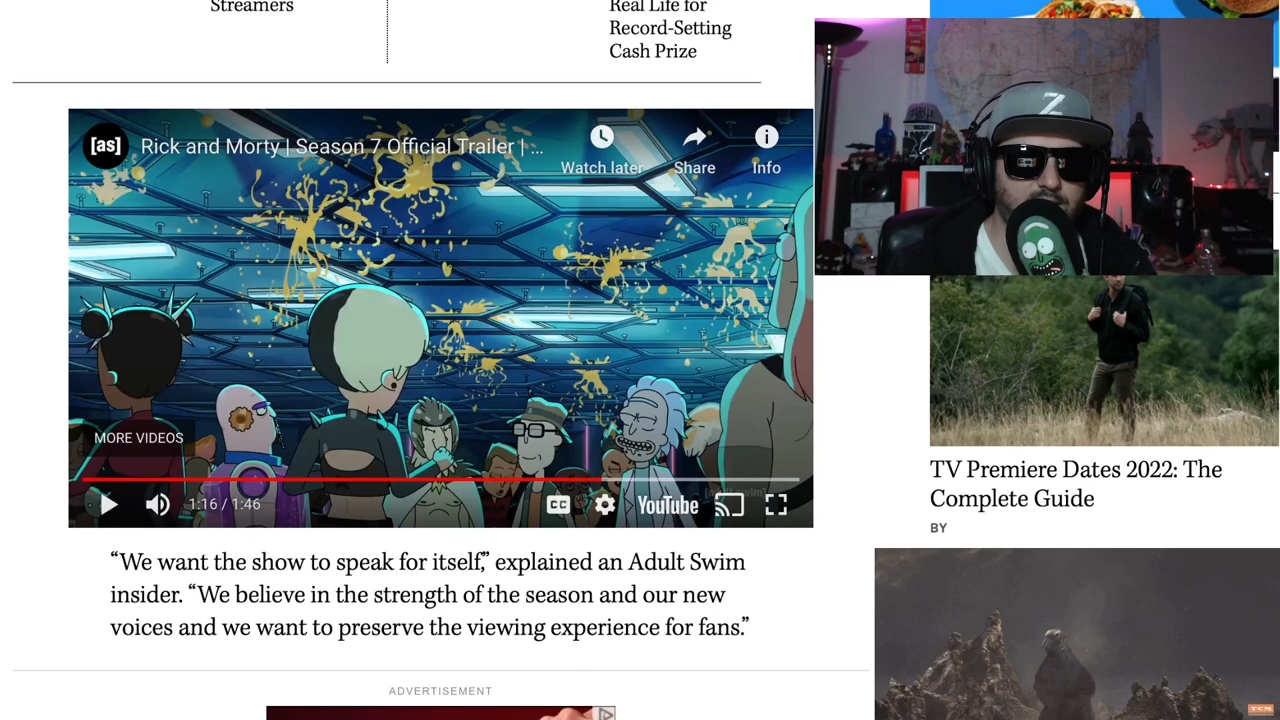 Streamers
Real Life for
Record-Setting
Cash Prize
[as]
Rick and Morty | Season 7 Official Trailer | ...
Watch later
Share
Info
Z
MORE VIDEOS
1:16 / 1:46
CC
YouTube
“We want the show to speak for itself,” explained an Adult Swim
insider. “We believe in the strength of the season and our new
voices and we want to preserve the viewing experience for fans.”
ADVERTISEMENT
TV Premiere Dates 2022: The
Complete Guide
BY
TCM